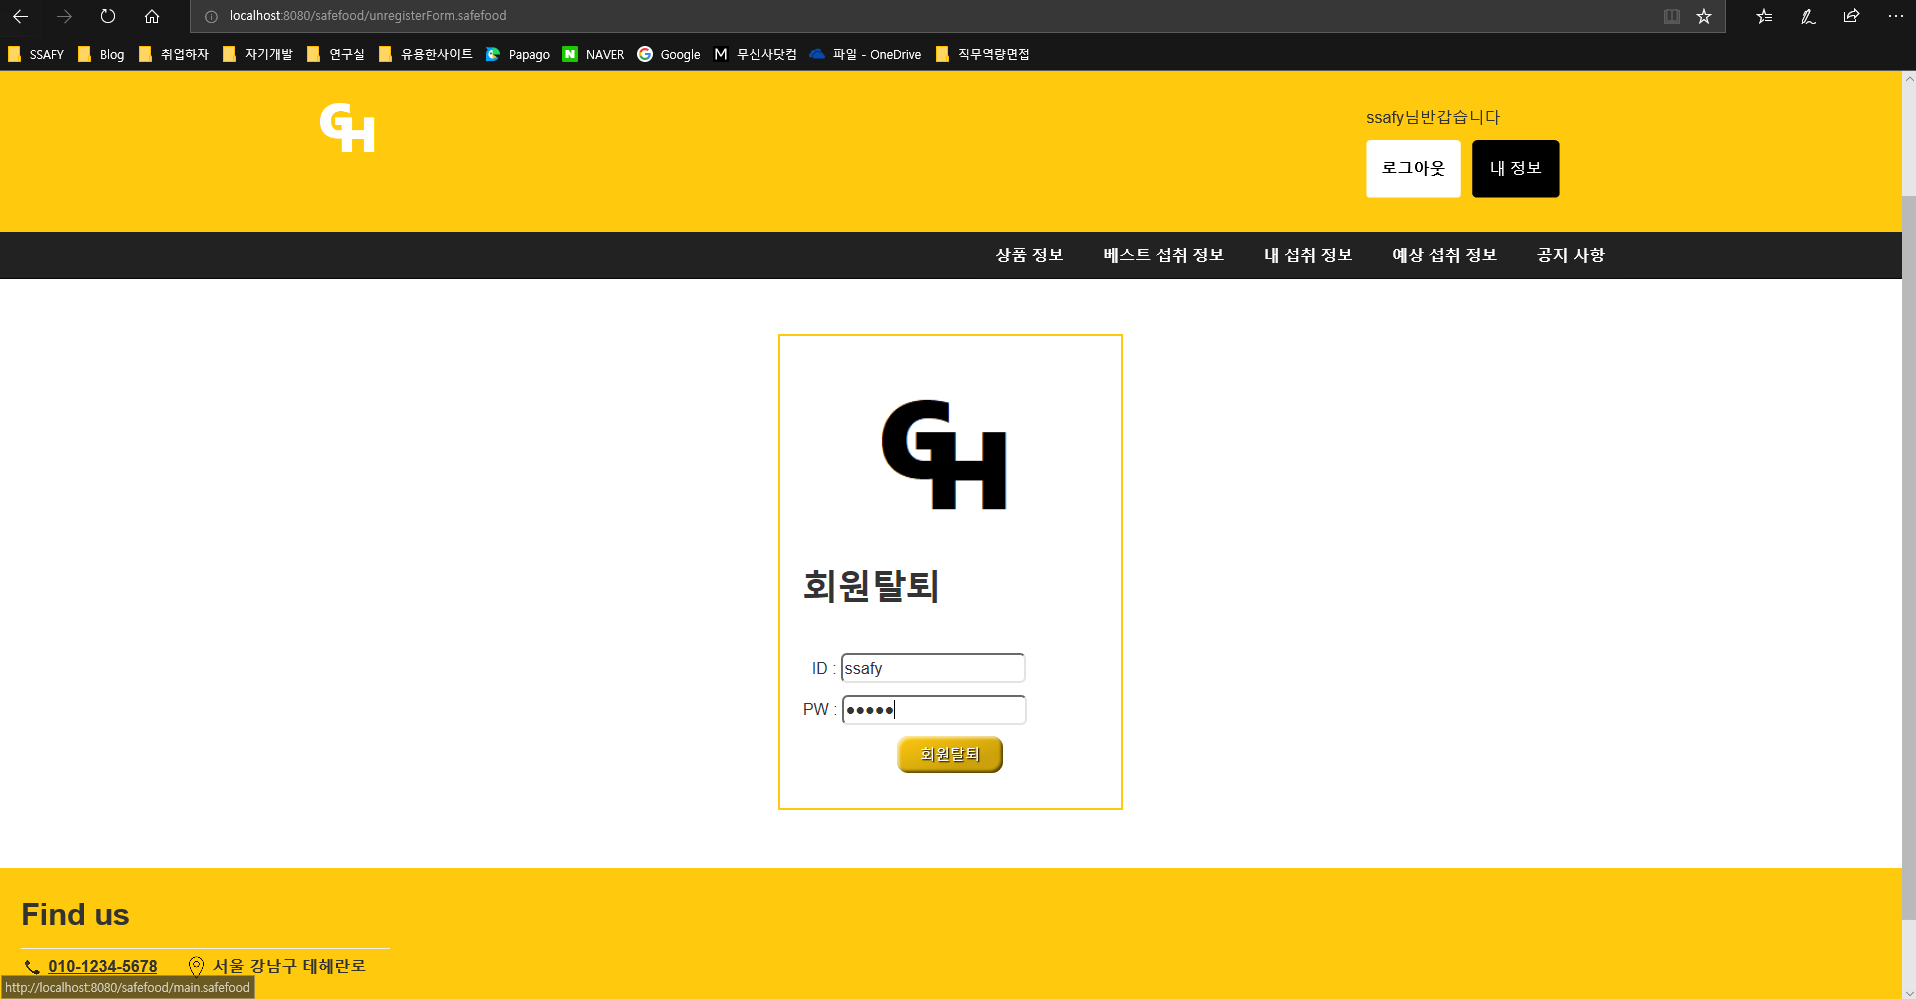 localhost:8080/safefood/unregisterForm.safefood
SSAFY Blog 취업하자 자기개발 연구실 유용한사이트 Papago NAVER Google 무신사닷컴 파일 - OneDrive 직무역량면접
GH
ssafy님반갑습니다
로그아웃 내 정보
상품 정보 베스트 섭취 정보 내 섭취 정보 예상 섭취 정보 공지 사항
GH
회원탈퇴
ID : ssafy
PW : ●●●●●
회원탈퇴
Find us
010-1234-5678 서울 강남구 테헤란로
http://localhost:8080/safefood/main.safefood